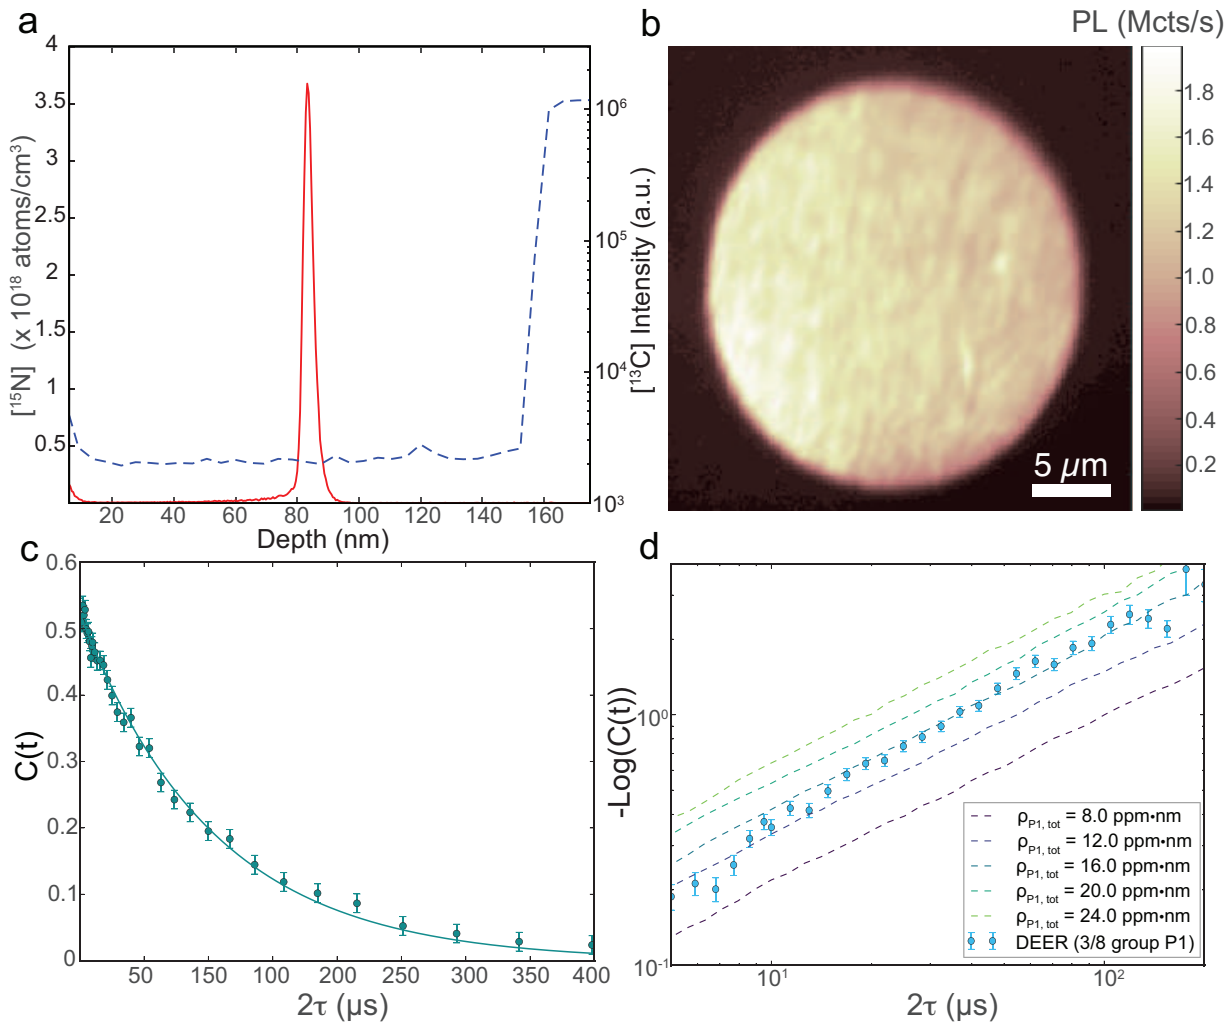 a
4
3.5
3
2.5
2
1.5
1
0.5
[¹⁵N] (x 10¹⁸ atoms/cm³)
20 40 60 80 100 120 140 160
Depth (nm)
10⁶
10⁵
10⁴
10³
[¹³C] Intensity (a.u.)
b
PL (Mcts/s)
1.8
1.6
1.4
1.2
1.0
0.8
0.6
0.4
0.2
5 µm
c
0.6
0.5
0.4
0.3
0.2
0.1
0
C(t)
50 150 100 200 250 300 350 400
2τ (µs)
d
10⁰
10⁻¹
-Log(C(t))
10¹ 10²
2τ (µs)
ρP1, tot = 8.0 ppm•nm
ρP1, tot = 12.0 ppm•nm
ρP1, tot = 16.0 ppm•nm
ρP1, tot = 20.0 ppm•nm
ρP1, tot = 24.0 ppm•nm
DEER (3/8 group P1)